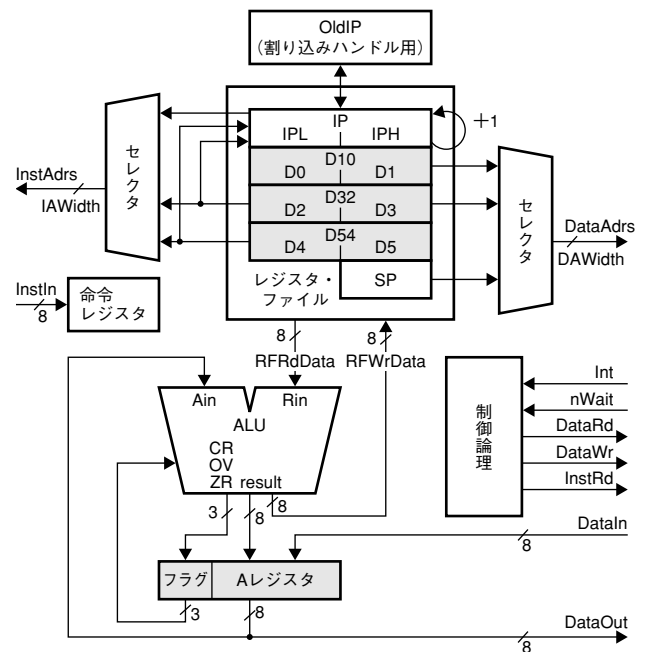 OldIP
(割り込みハンドル用)
IP
IPL IPH
+1
D10
D0 D1
D32
D2 D3
D54
D4 D5
SP
レジスタ・
ファイル
セレクタ
InstAdrs
IAWidth
セレクタ
DataAdrs
DAWidth
InstIn
8
命令
レジスタ
8
RFRdData
8
RFWrData
Ain Rin
ALU
CR
OV
ZR result
3
8
8
制御論理
Int
nWait
DataRd
DataWr
InstRd
DataIn
8
フラグ Aレジスタ
3
8
DataOut
8